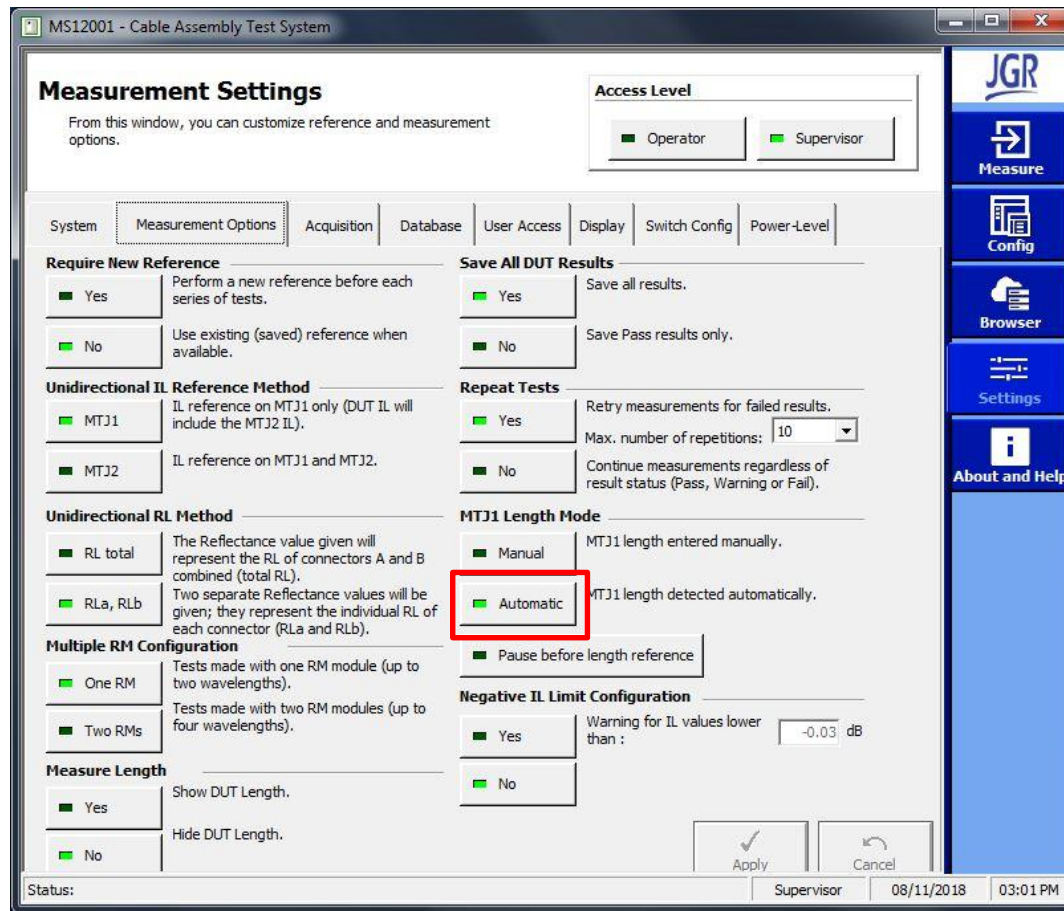 MS12001 - Cable Assembly Test System
Measurement Settings
From this window, you can customize reference and measurement
options.
Access Level
Operator
Supervisor
System
Measurement Options
Acquisition
Database
User Access
Display
Switch Config
Power-Level
Require New Reference
Yes
Perform a new reference before each
series of tests.
No
Use existing (saved) reference when
available.
Unidirectional IL Reference Method
MTJ1
IL reference on MTJ1 only (DUT IL will
include the MTJ2 IL).
MTJ2
IL reference on MTJ1 and MTJ2.
Unidirectional RL Method
RL total
The Reflectance value given will
represent the RL of connectors A and B
combined (total RL).
RLa, RLb
Two separate Reflectance values will be
given; they represent the individual RL of
each connector (RLa and RLb).
Multiple RM Configuration
One RM
Tests made with one RM module (up to
two wavelengths).
Two RMs
Tests made with two RM modules (up to
four wavelengths).
Measure Length
Yes
Show DUT Length.
No
Hide DUT Length.
Save All DUT Results
Yes
Save all results.
No
Save Pass results only.
Repeat Tests
Yes
Retry measurements for failed results.
Max. number of repetitions: 10
No
Continue measurements regardless of
result status (Pass, Warning or Fail).
MTJ1 Length Mode
Manual
MTJ1 length entered manually.
Automatic
MTJ1 length detected automatically.
Pause before length reference
Negative IL Limit Configuration
Yes
Warning for IL values lower
than : -0.03 dB
No
Apply
Cancel
JGR
Measure
Config
Browser
Settings
About and Help
Status:
Supervisor
08/11/2018
03:01 PM